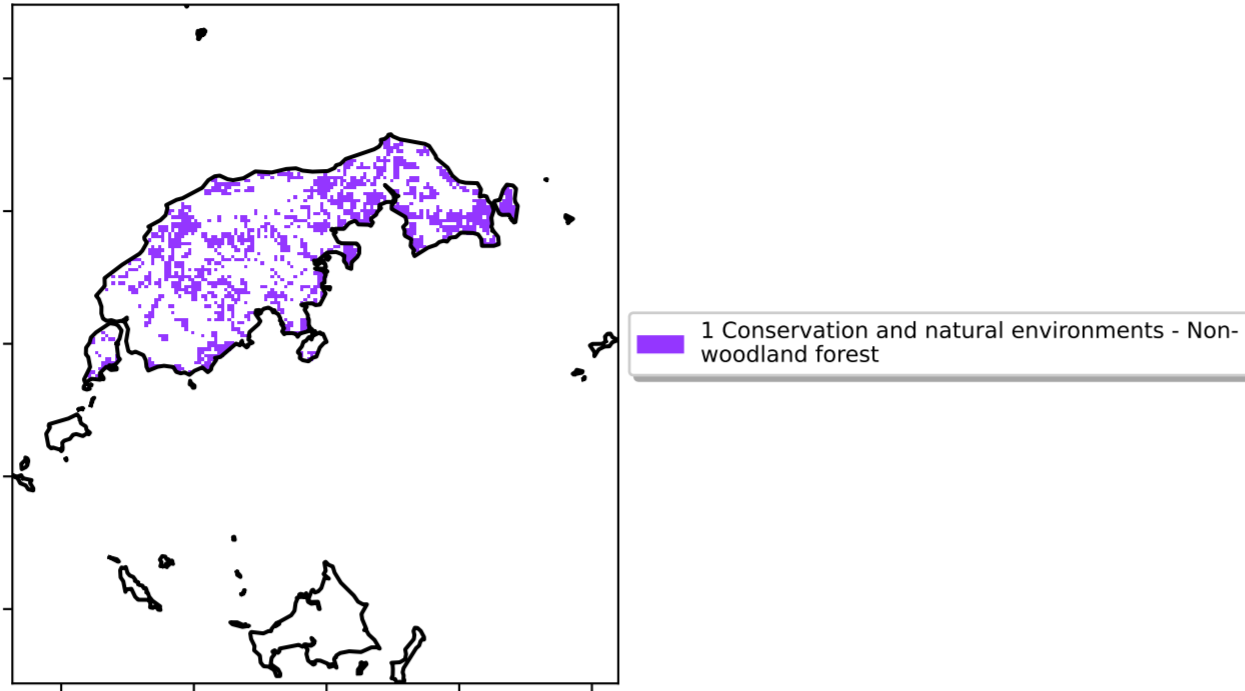 1 Conservation and natural environments - Non-
woodland forest